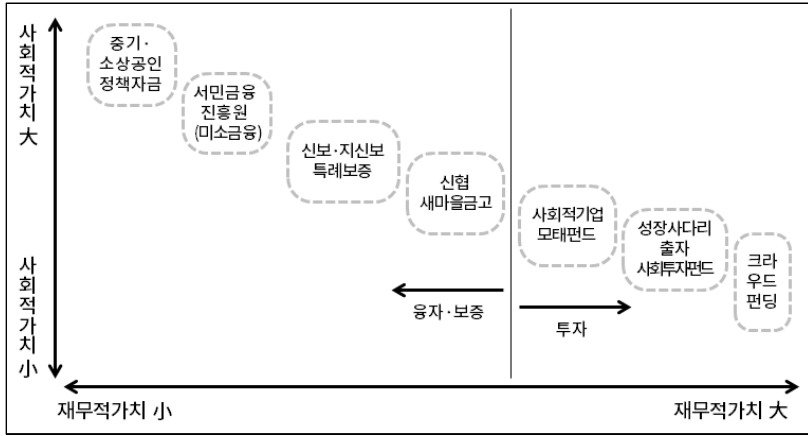 사회적가치 大
중기·
소상공인
정책자금
서민금융
진흥원
(미소금융)
신보·지신보
특례보증
신협
새마을금고
사회적기업
모태펀드
성장사다리
출자
사회투자펀드
크라
우드
펀딩
융자·보증
투자
사회적가치 小
재무적가치 小
재무적가치 大